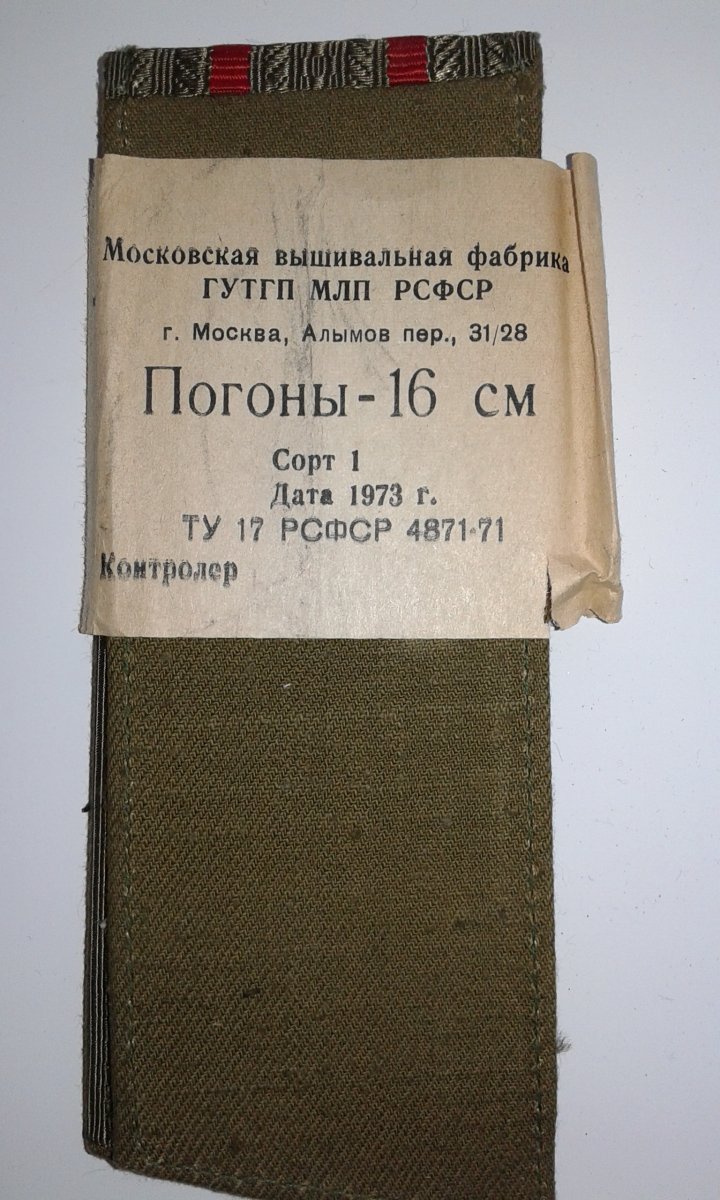 Московская вышивальная фабрика
ГУТГП МЛП РСФСР
г. Москва, Алымов пер., 31/28
Погоны-16 см
Сорт 1
Дата 1973 г.
ТУ 17 РСФСР 4871-71
Контролер